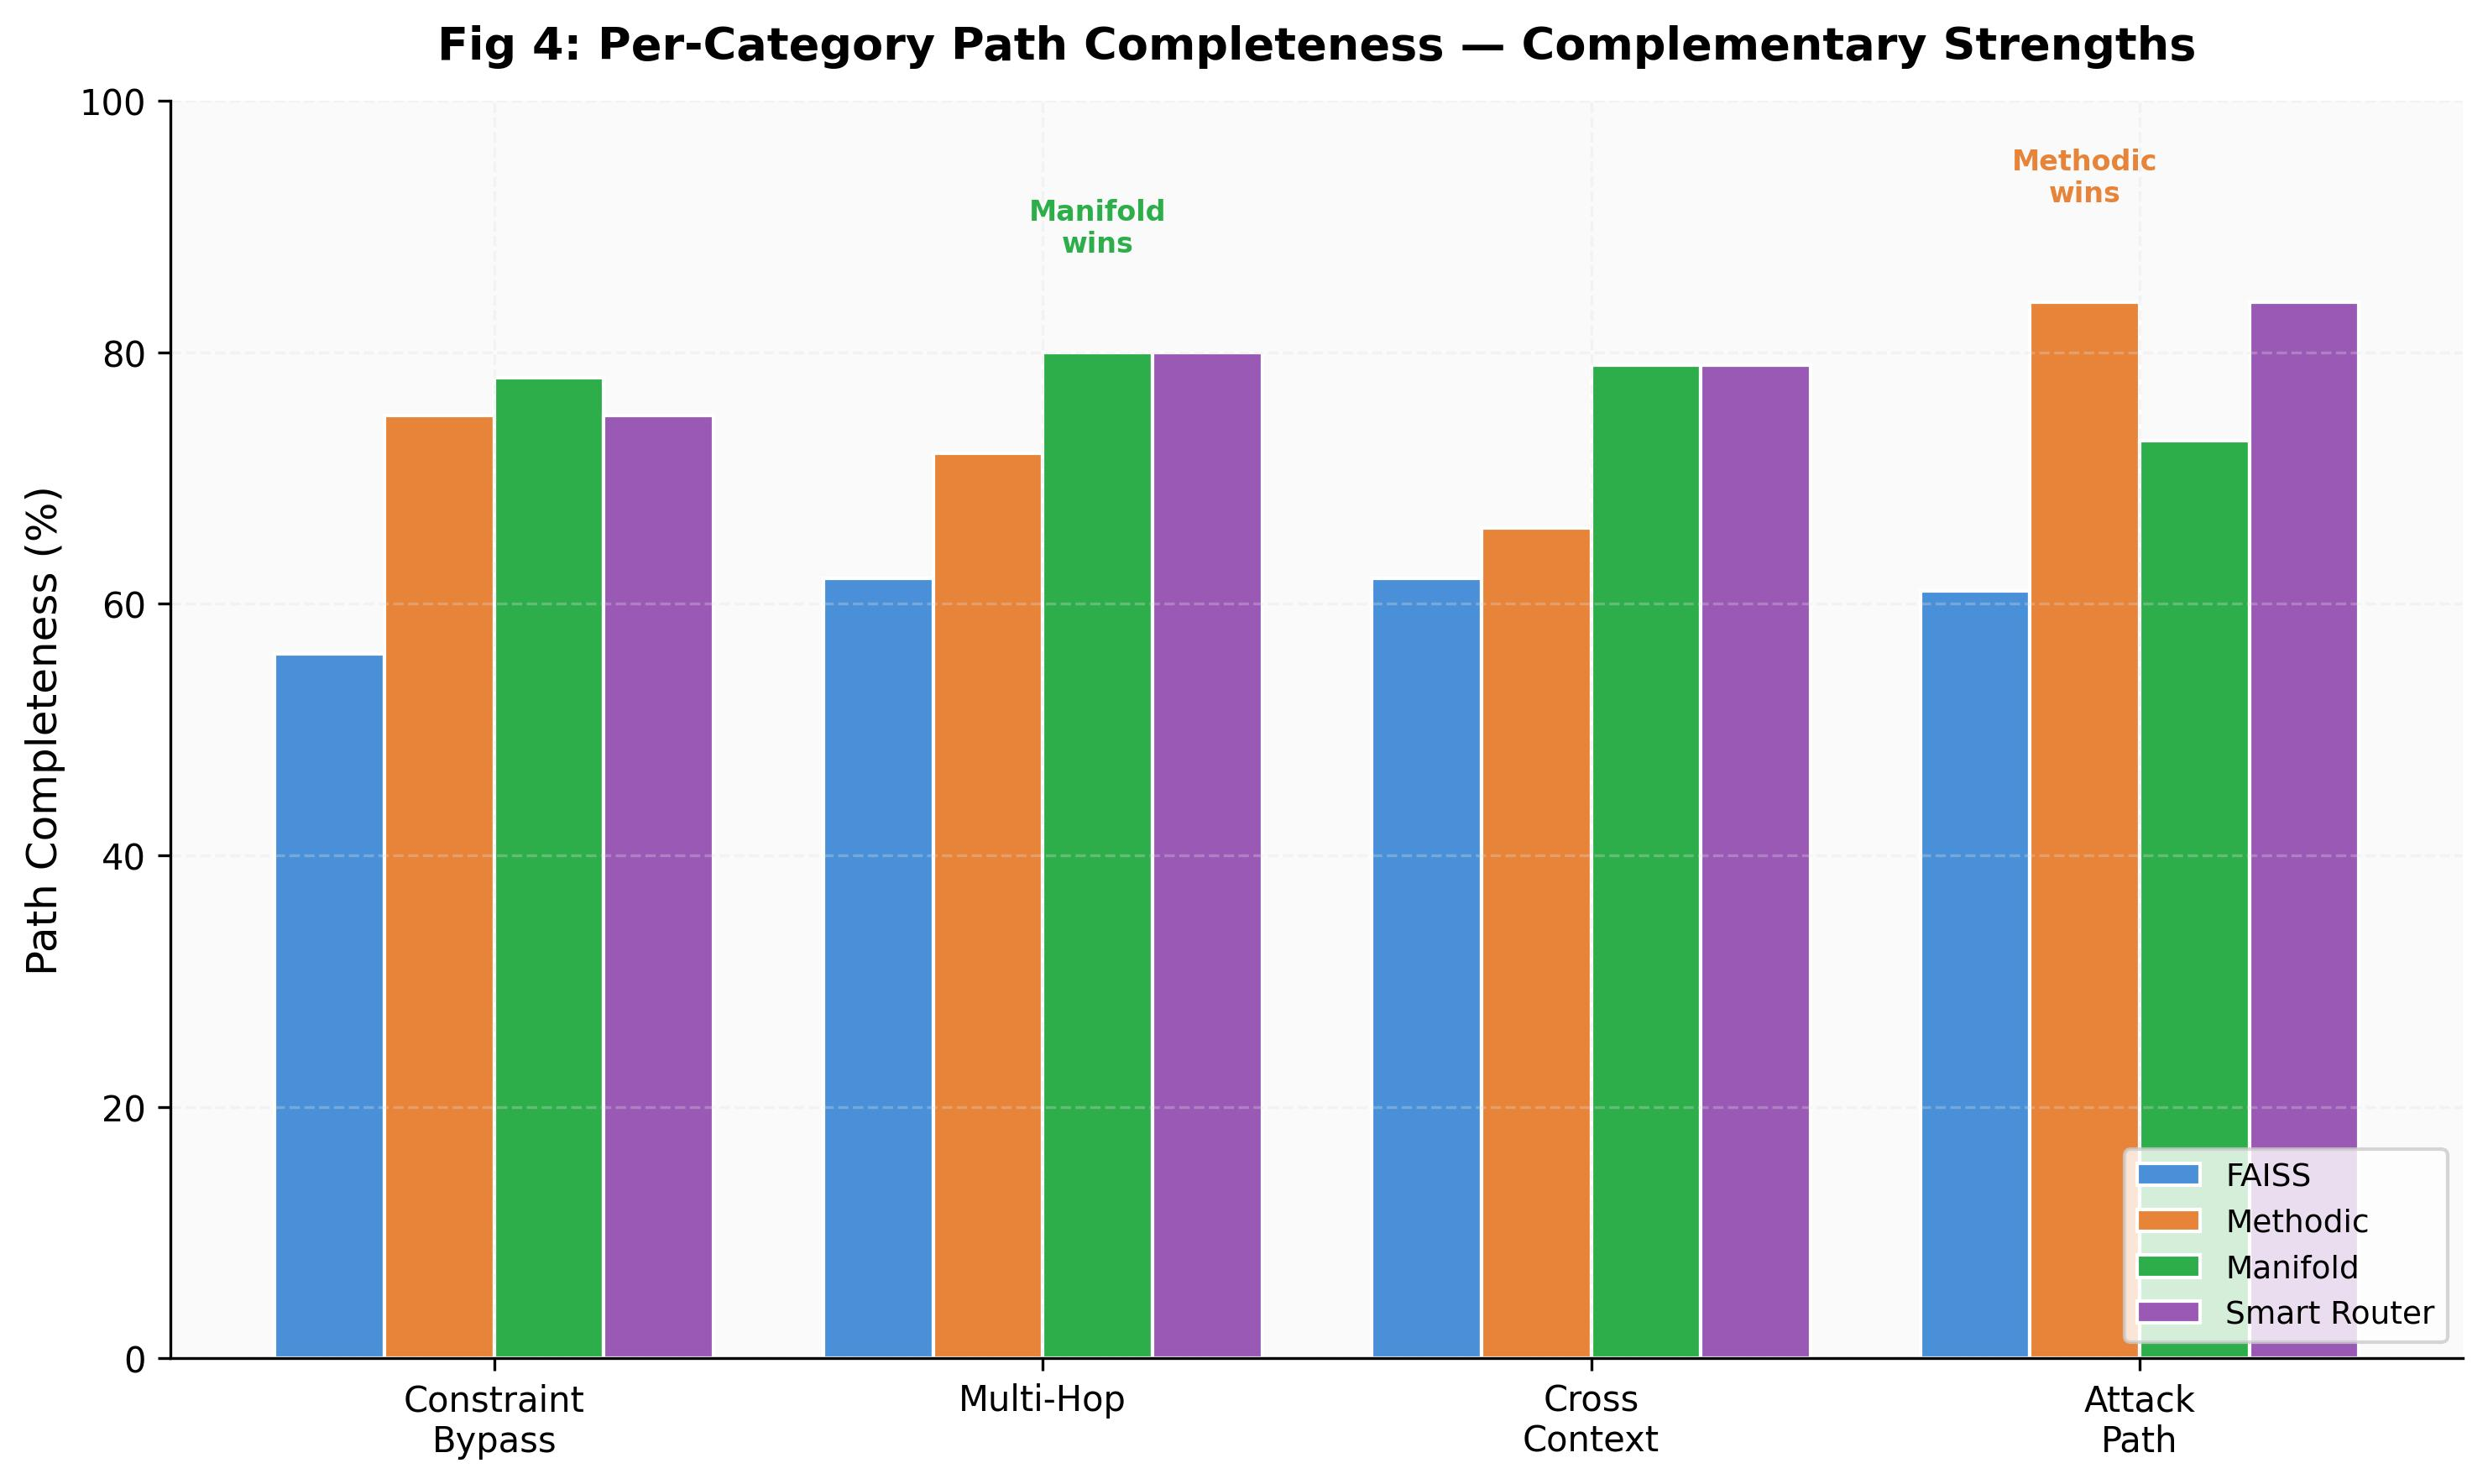 Fig 4: Per-Category Path Completeness — Complementary Strengths
100
80
60
40
20
0
Path Completeness (%)
Manifold
wins
Methodic
wins
Constraint
Bypass
Multi-Hop
Cross
Context
Attack
Path
FAISS
Methodic
Manifold
Smart Router